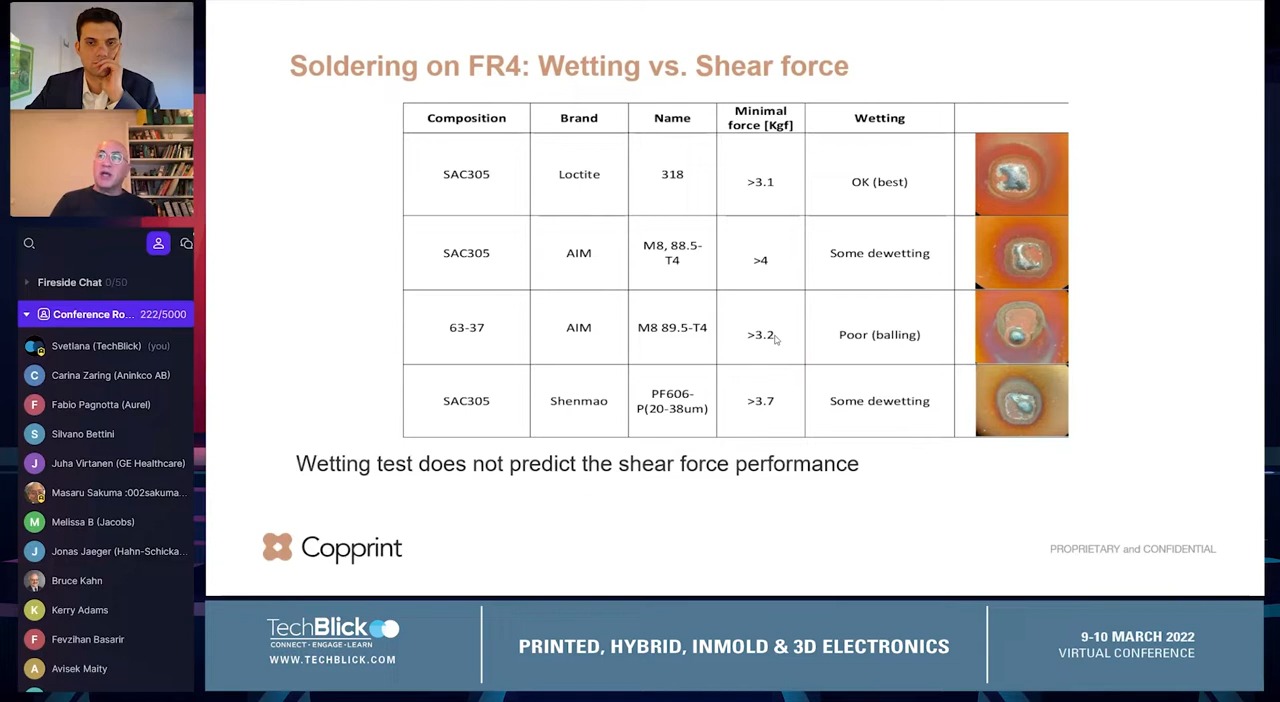 Soldering on FR4: Wetting vs. Shear force
Composition Brand Name Minimal force [Kgf] Wetting
SAC305 Loctite 318 >3.1 OK (best)
SAC305 AIM M8, 88.5-T4 >4 Some dewetting
63-37 AIM M8 89.5-T4 >3.2 Poor (balling)
SAC305 Shenmao PF606-P(20-38um) >3.7 Some dewetting
Wetting test does not predict the shear force performance
Copprint
PROPRIETARY and CONFIDENTIAL
Fireside Chat 0/50
Conference Ro... 222/5000
Svetlana (TechBlick) (you)
C Carina Zaring (Aninkco AB)
F Fabio Pagnotta (Aurel)
Silvano Bettini
J Juha Virtanen (GE Healthcare)
Masaru Sakuma :002sakuma...
M Melissa B (Jacobs)
J Jonas Jaeger (Hahn-Schicka...
Bruce Kahn
K Kerry Adams
F Fevzihan Basarir
A Avisek Maity
TechBlick
CONNECT • ENGAGE • LEARN
WWW.TECHBLICK.COM
PRINTED, HYBRID, INMOLD & 3D ELECTRONICS
9-10 MARCH 2022
VIRTUAL CONFERENCE